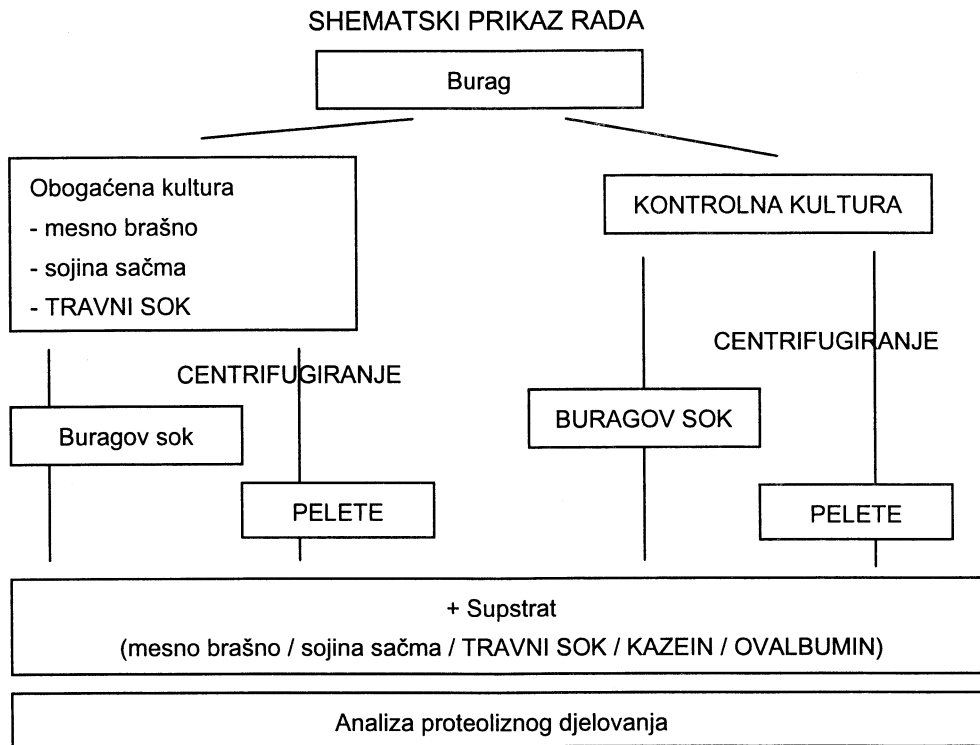 SHEMATSKI PRIKAZ RADA
Burag
Obogaćena kultura
- mesno brašno
- sojina sačma
- TRAVNI SOK
KONTROLNA KULTURA
CENTRIFUGIRANJE
CENTRIFUGIRANJE
Buragov sok
BURAGOV SOK
PELETE
PELETE
+ Supstrat
(mesno brašno / sojina sačma / TRAVNI SOK / KAZEIN / OVALBUMIN)
Analiza proteoliznog djelovanja